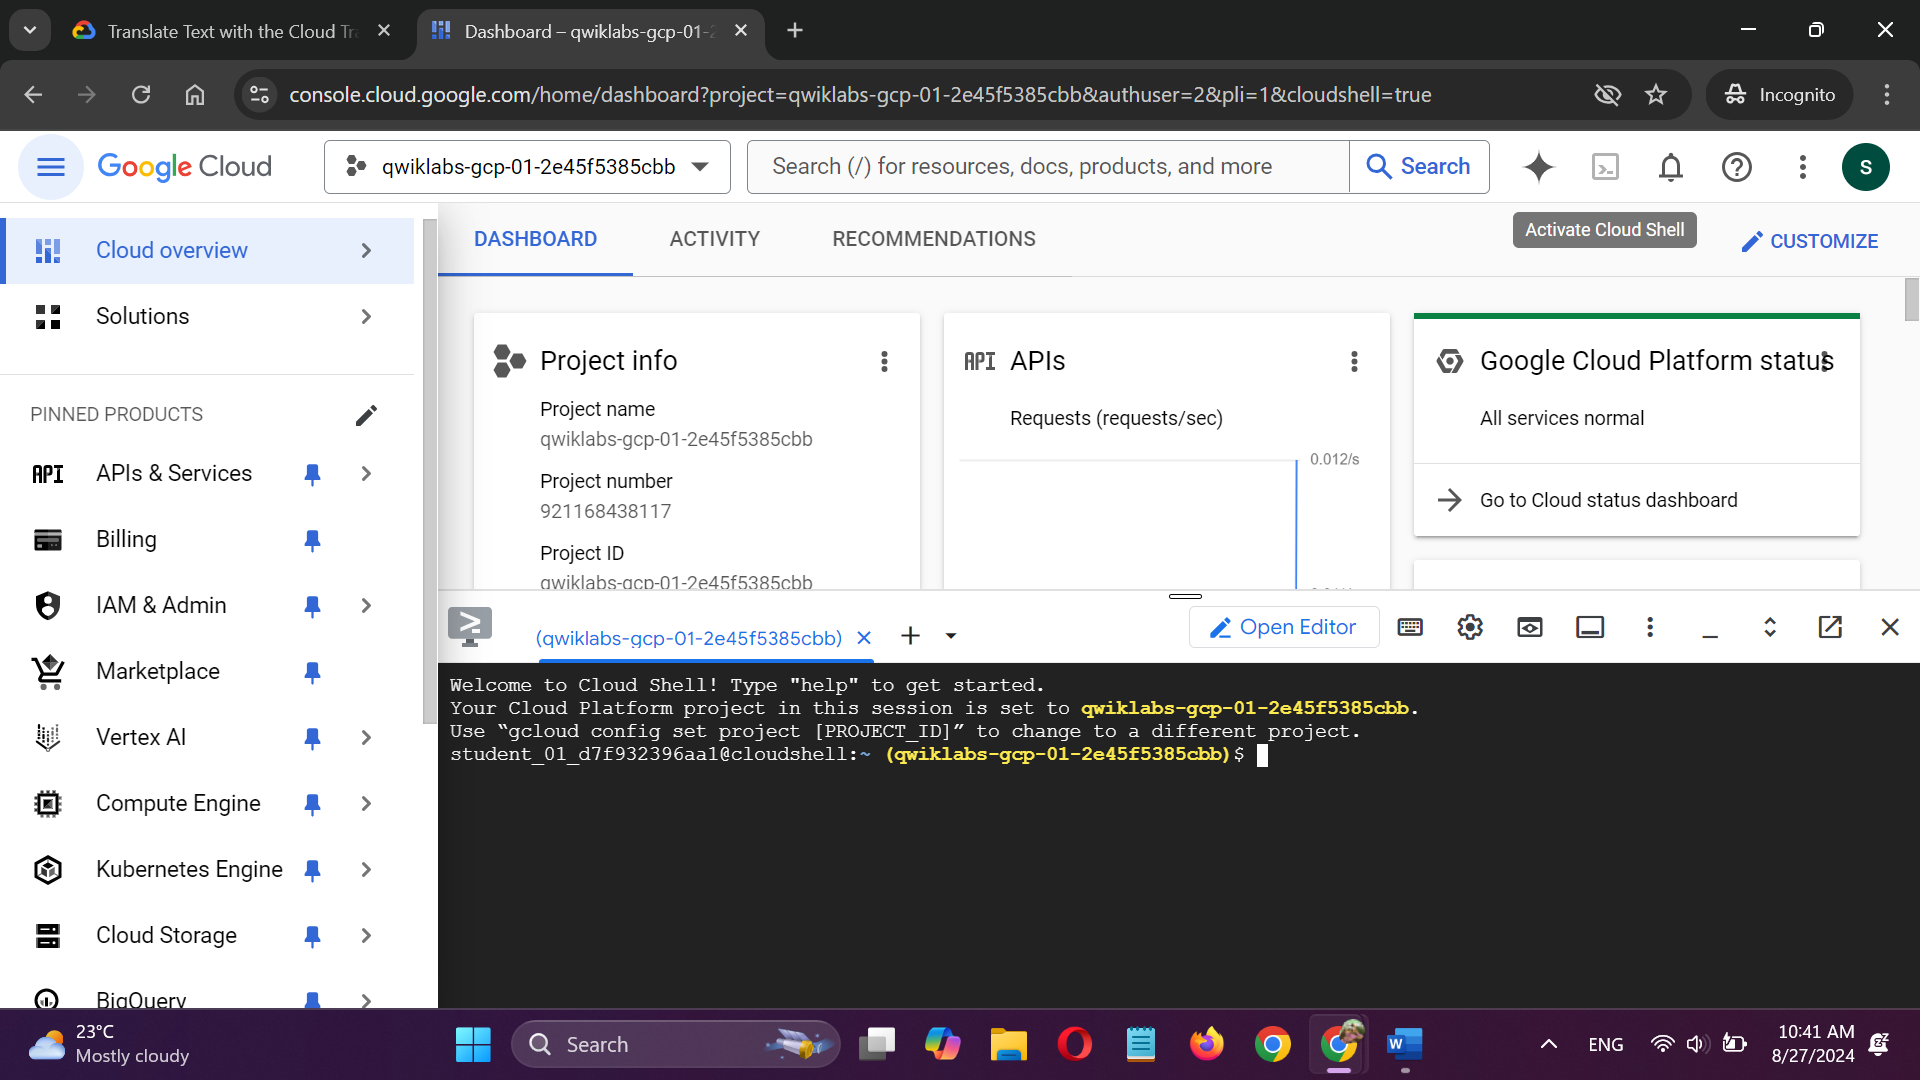 Translate Text with the Cloud Tr
Dashboard – qwiklabs-gcp-01-2
console.cloud.google.com/home/dashboard?project=qwiklabs-gcp-01-2e45f5385cbb&authuser=2&pli=1&cloudshell=true
Incognito
Google Cloud
qwiklabs-gcp-01-2e45f5385cbb
Search (/) for resources, docs, products, and more
Search
S
Cloud overview
Solutions
PINNED PRODUCTS
API APIs & Services
Billing
IAM & Admin
Marketplace
Vertex AI
Compute Engine
Kubernetes Engine
Cloud Storage
BigQuery
DASHBOARD
ACTIVITY
RECOMMENDATIONS
Activate Cloud Shell
CUSTOMIZE
Project info
Project name
qwiklabs-gcp-01-2e45f5385cbb
Project number
921168438117
Project ID
qwiklabs-gcp-01-2e45f5385cbb
API APIs
Requests (requests/sec)
0.012/s
Google Cloud Platform status
All services normal
Go to Cloud status dashboard
(qwiklabs-gcp-01-2e45f5385cbb)
Open Editor
Welcome to Cloud Shell! Type "help" to get started.
Your Cloud Platform project in this session is set to qwiklabs-gcp-01-2e45f5385cbb.
Use “gcloud config set project [PROJECT_ID]” to change to a different project.
student_01_d7f932396aa1@cloudshell:~ (qwiklabs-gcp-01-2e45f5385cbb)$
23°C
Mostly cloudy
Search
W
ENG
10:41 AM
8/27/2024